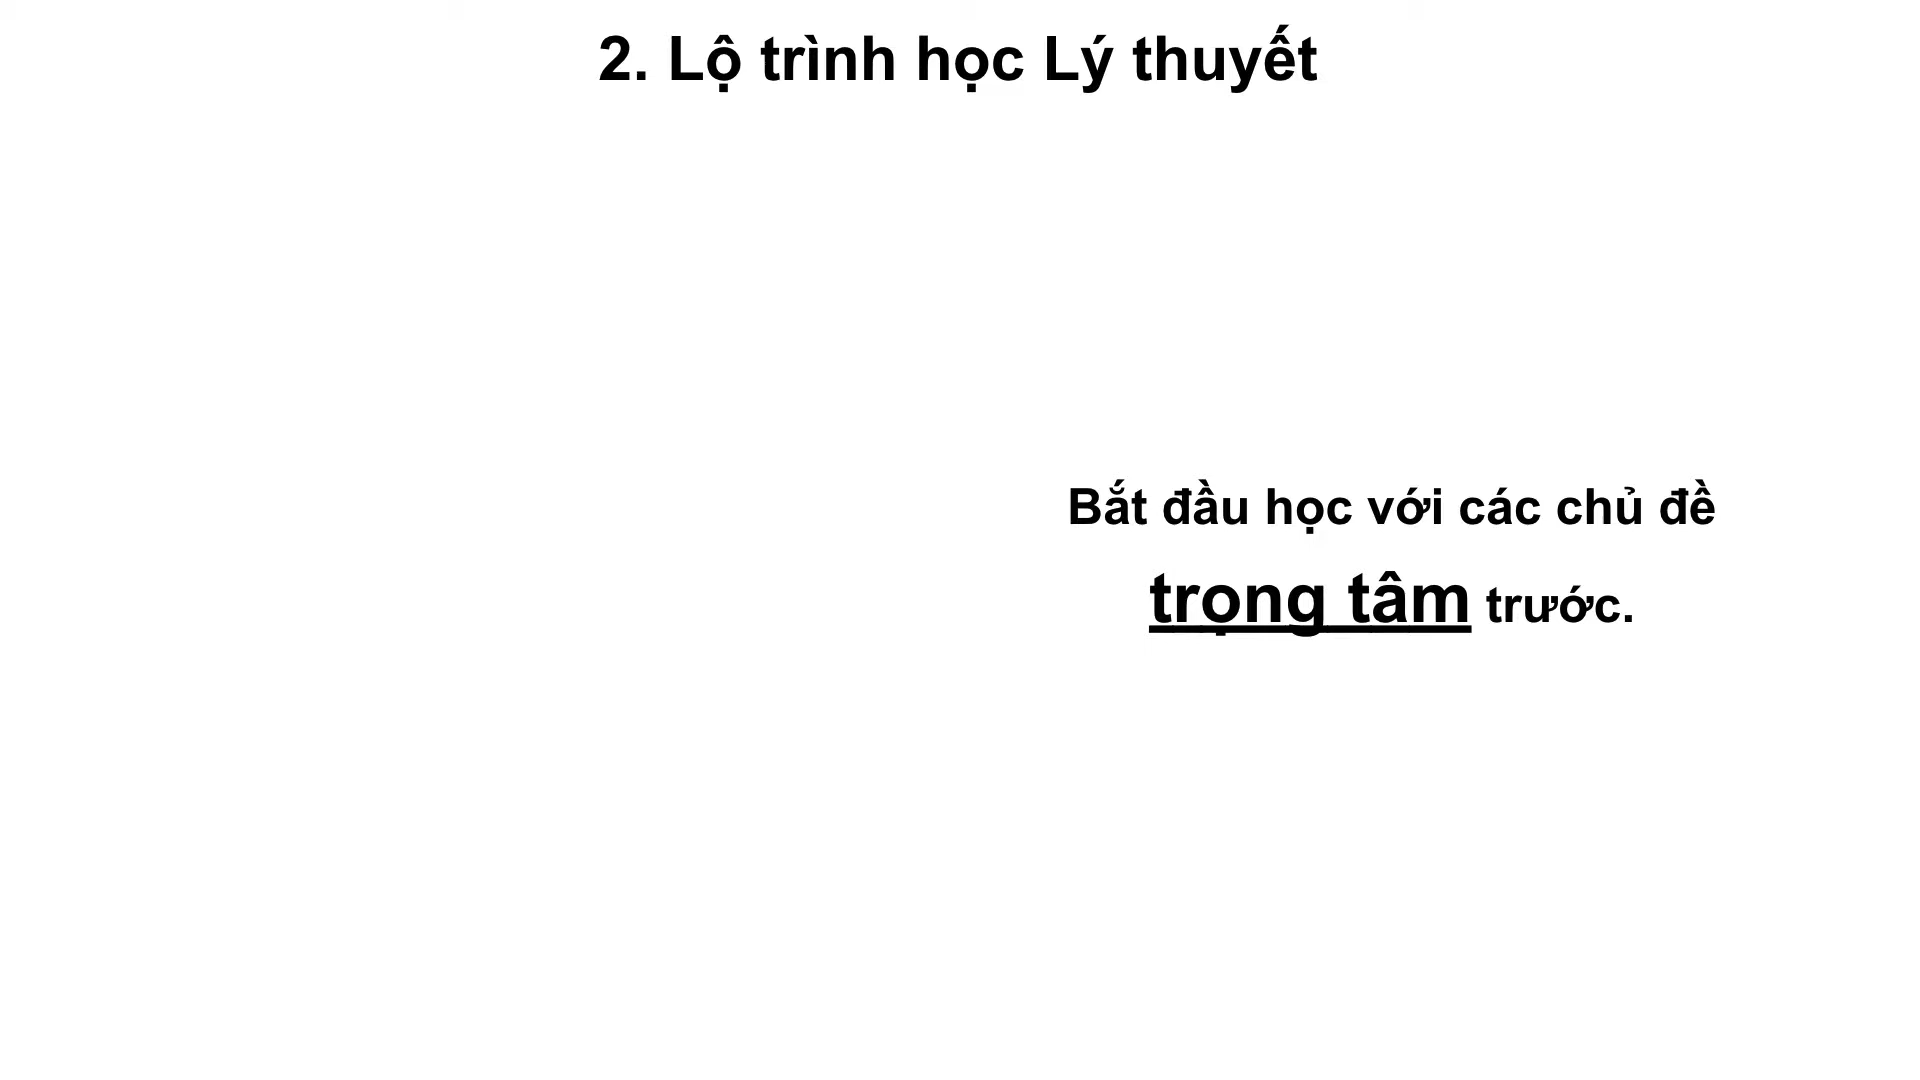 2. Lộ trình học Lý thuyết
Bắt đầu học với các chủ đề
trọng tâm trước.